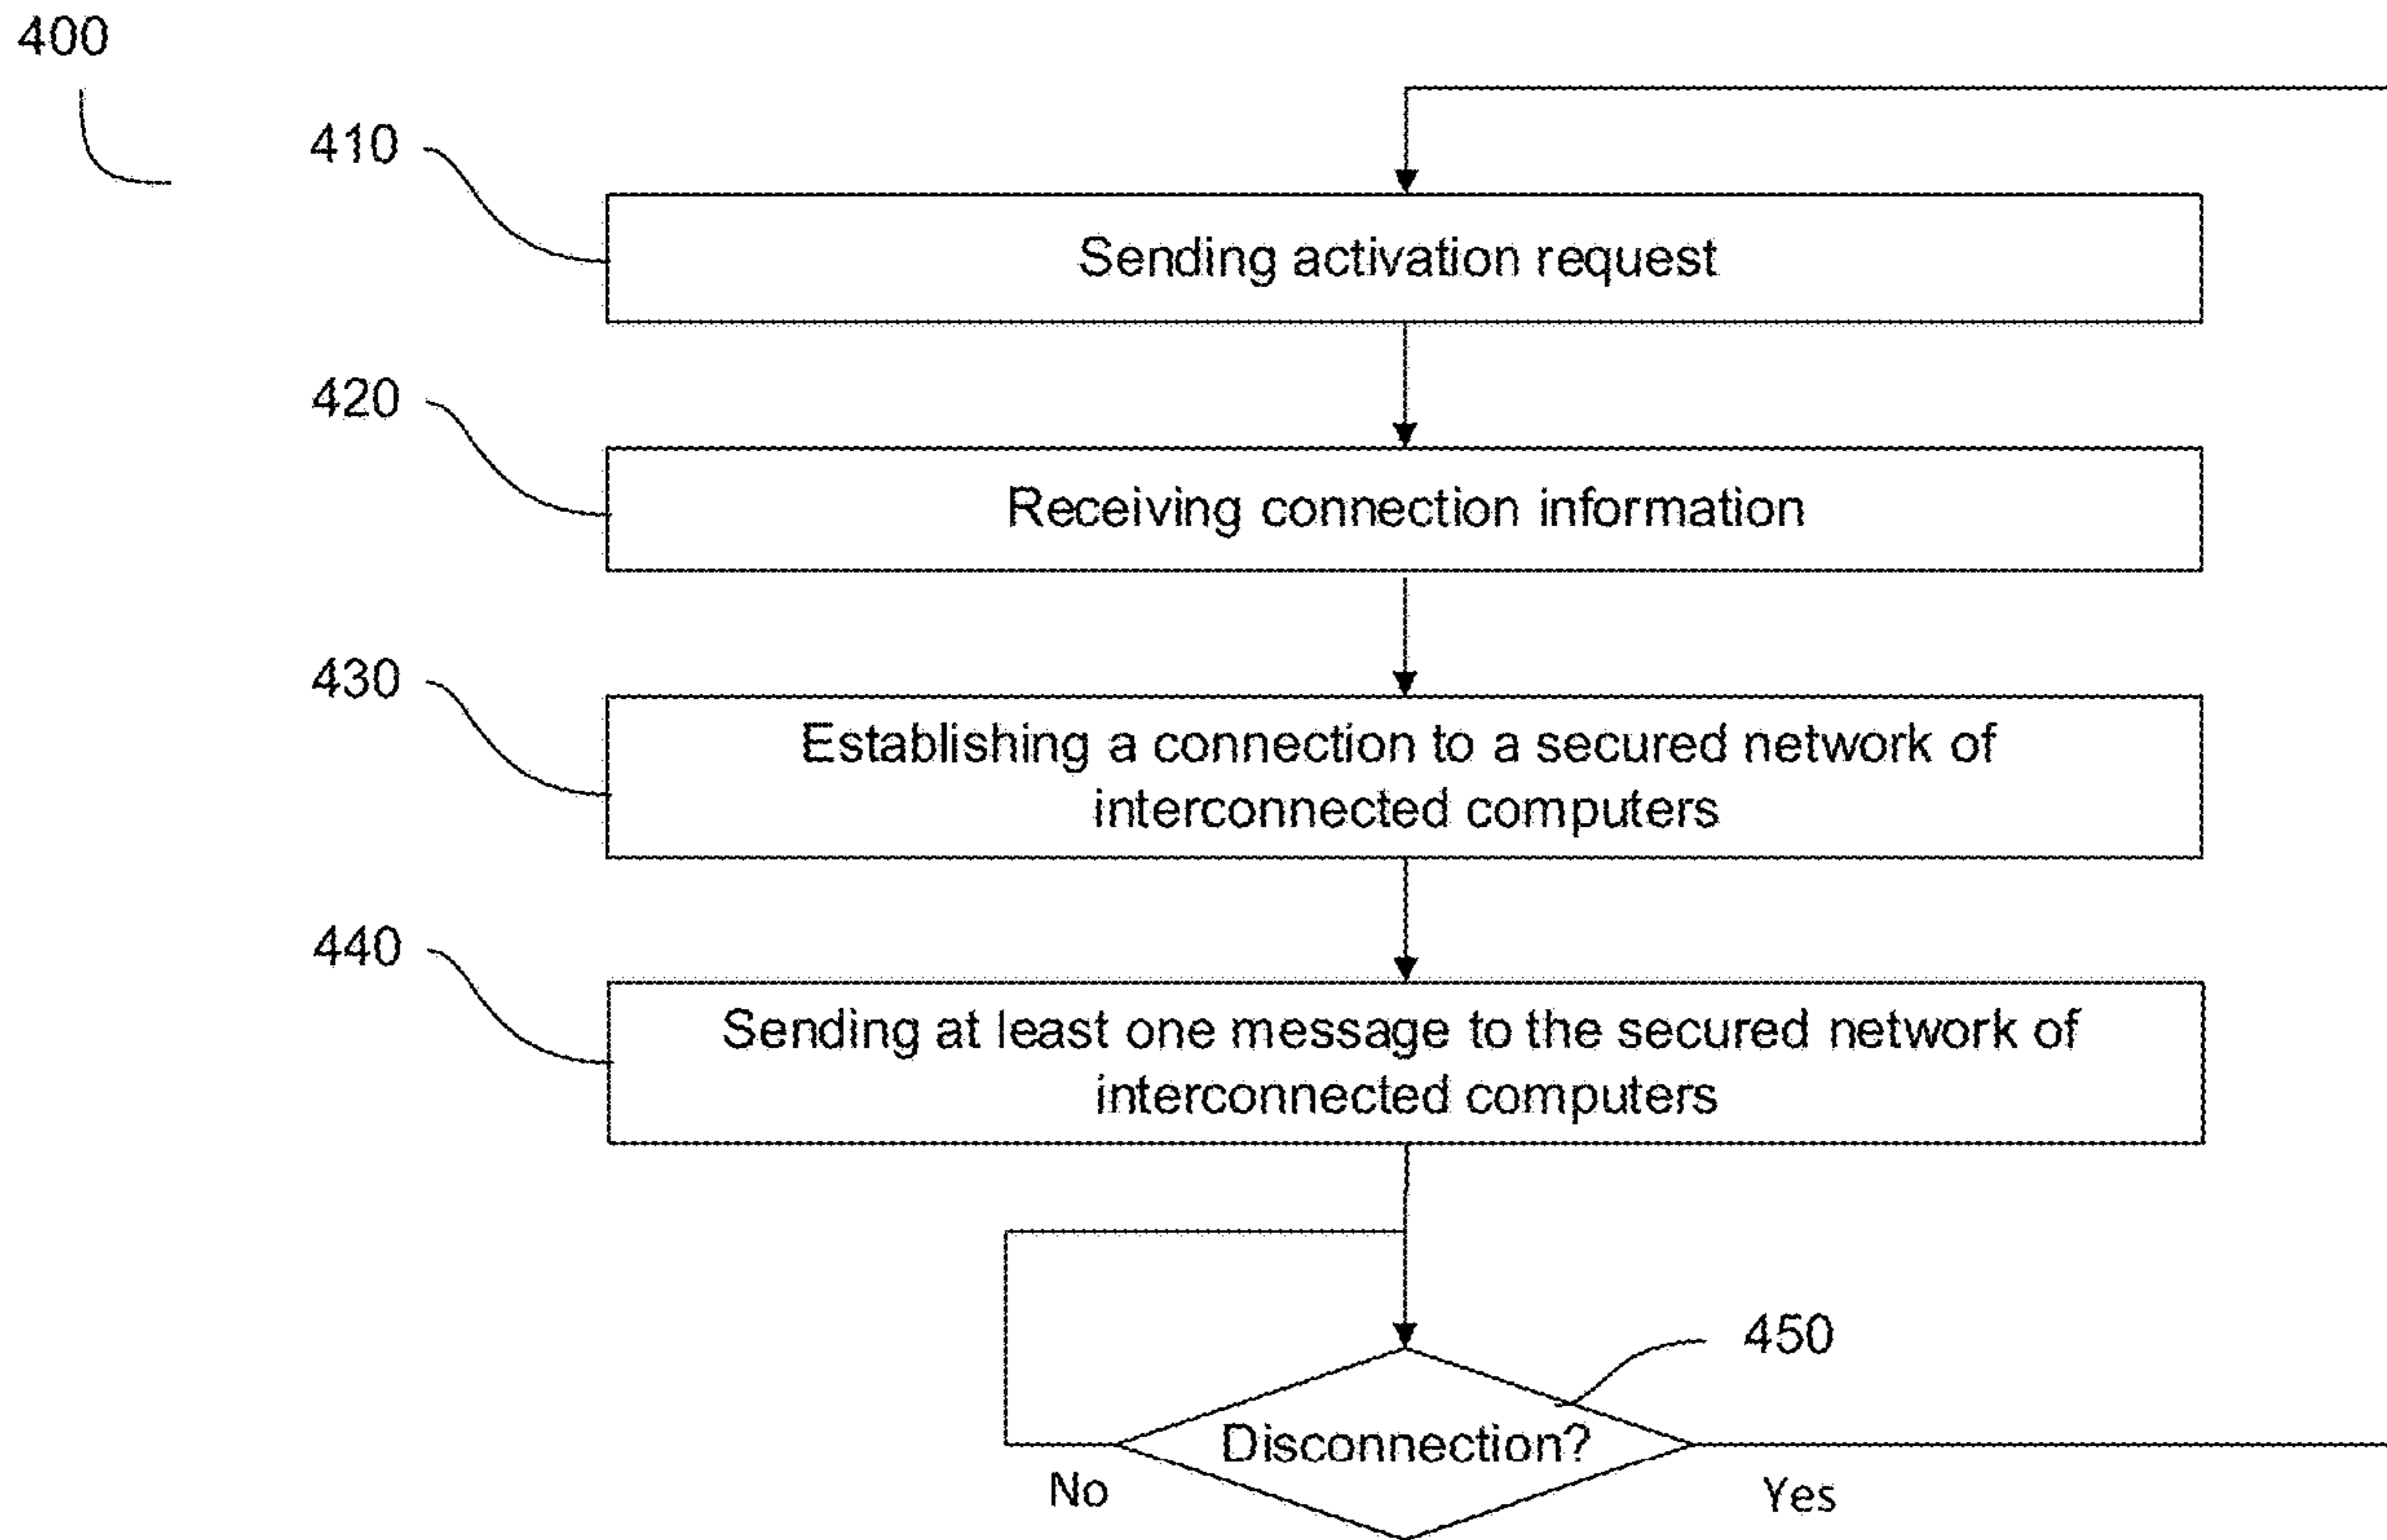 400
410
Sending activation request
420
Receiving connection information
430
Establishing a connection to a secured network of
interconnected computers
440
Sending at least one message to the secured network of
interconnected computers
450
Disconnection?
No
Yes